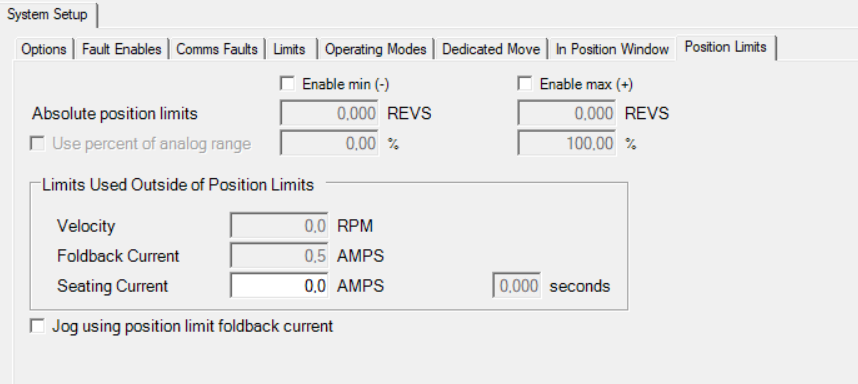 System Setup
Options Fault Enables Comms Faults Limits Operating Modes Dedicated Move In Position Window Position Limits
Enable min (-) Enable max (+)
Absolute position limits 0,000 REVS 0,000 REVS
Use percent of analog range 0,00 % 100,00 %
Limits Used Outside of Position Limits
Velocity 0,0 RPM
Foldback Current 0,5 AMPS
Seating Current 0,0 AMPS 0,000 seconds
Jog using position limit foldback current